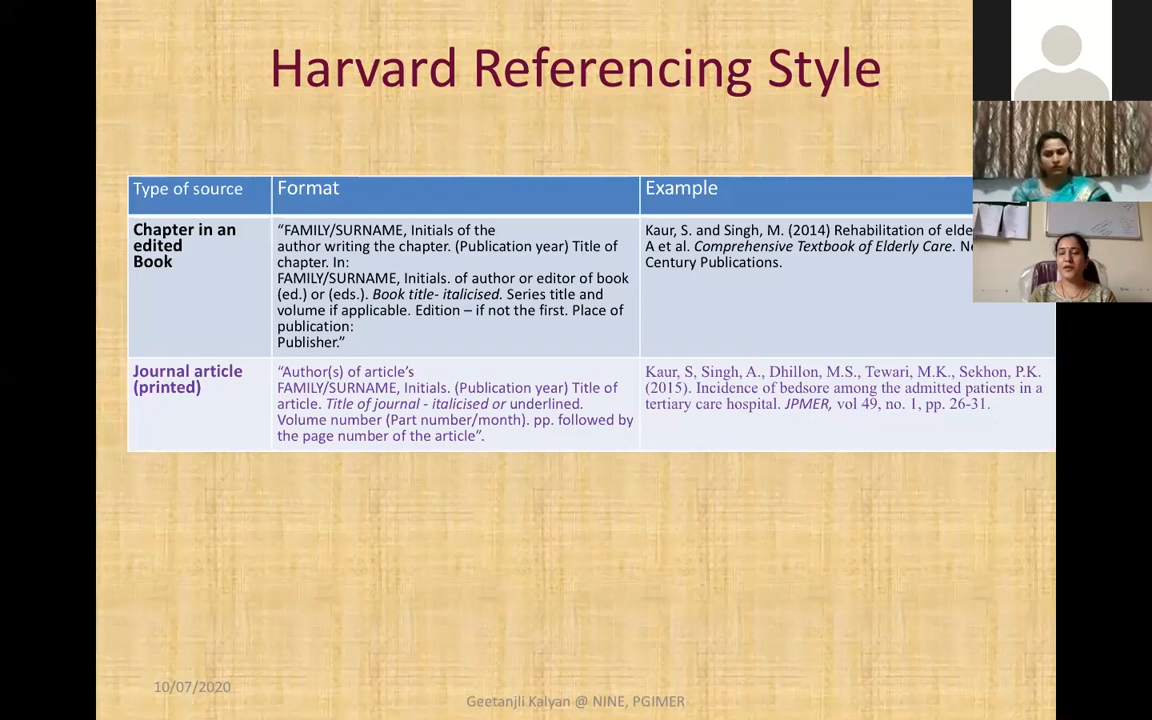 Harvard Referencing Style
Type of source
Format
Example
Chapter in an
edited
Book
“FAMILY/SURNAME, Initials of the
author writing the chapter. (Publication year) Title of
chapter. In:
FAMILY/SURNAME, Initials. of author or editor of book
(ed.) or (eds.). Book title- italicised. Series title and
volume if applicable. Edition – if not the first. Place of
publication:
Publisher.”
Kaur, S. and Singh, M. (2014) Rehabilitation of
A et al. Comprehensive Textbook of Elderly Care.
Century Publications.
Journal article
(printed)
“Author(s) of article’s
FAMILY/SURNAME, Initials. (Publication year) Title of
article. Title of journal - italicised or underlined.
Volume number (Part number/month). pp. followed by
the page number of the article”.
Kaur, S, Singh, A., Dhillon, M.S., Tewari, M.K., Sekhon, P.K.
(2015). Incidence of bedsore among the admitted patients in a
tertiary care hospital. JPMER, vol 49, no. 1, pp. 26-31.
10/07/2020
Geetanjli Kalyan @ NINE, PGIMER